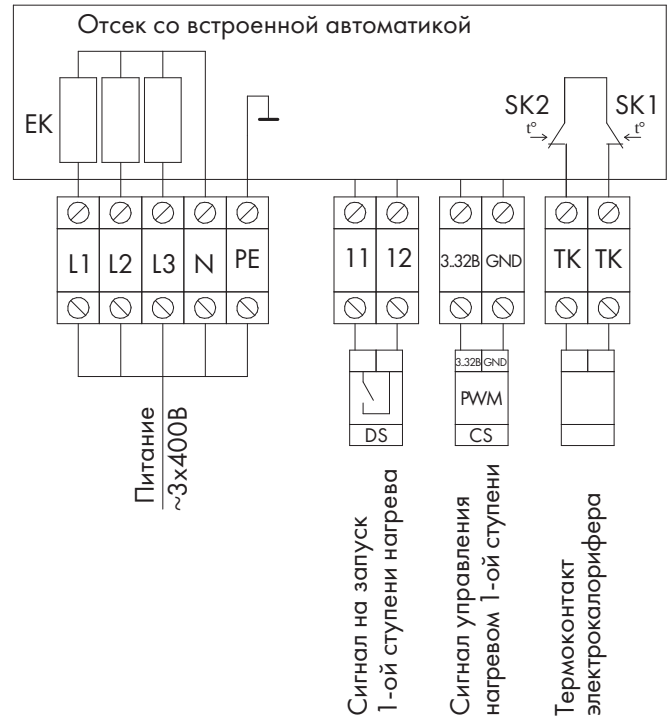 Отсек со встроенной автоматикой
EK
SK2
SK1
t°
t°
L1 L2 L3 N PE
11 12
3..32В GND
TK TK
3..32В GND
PWM
DS
CS
Питание
~3x400В
Сигнал на запуск
1-ой ступени нагрева
Сигнал управления
нагревом 1-ой ступени
Термоконтакт
электрокалорифера